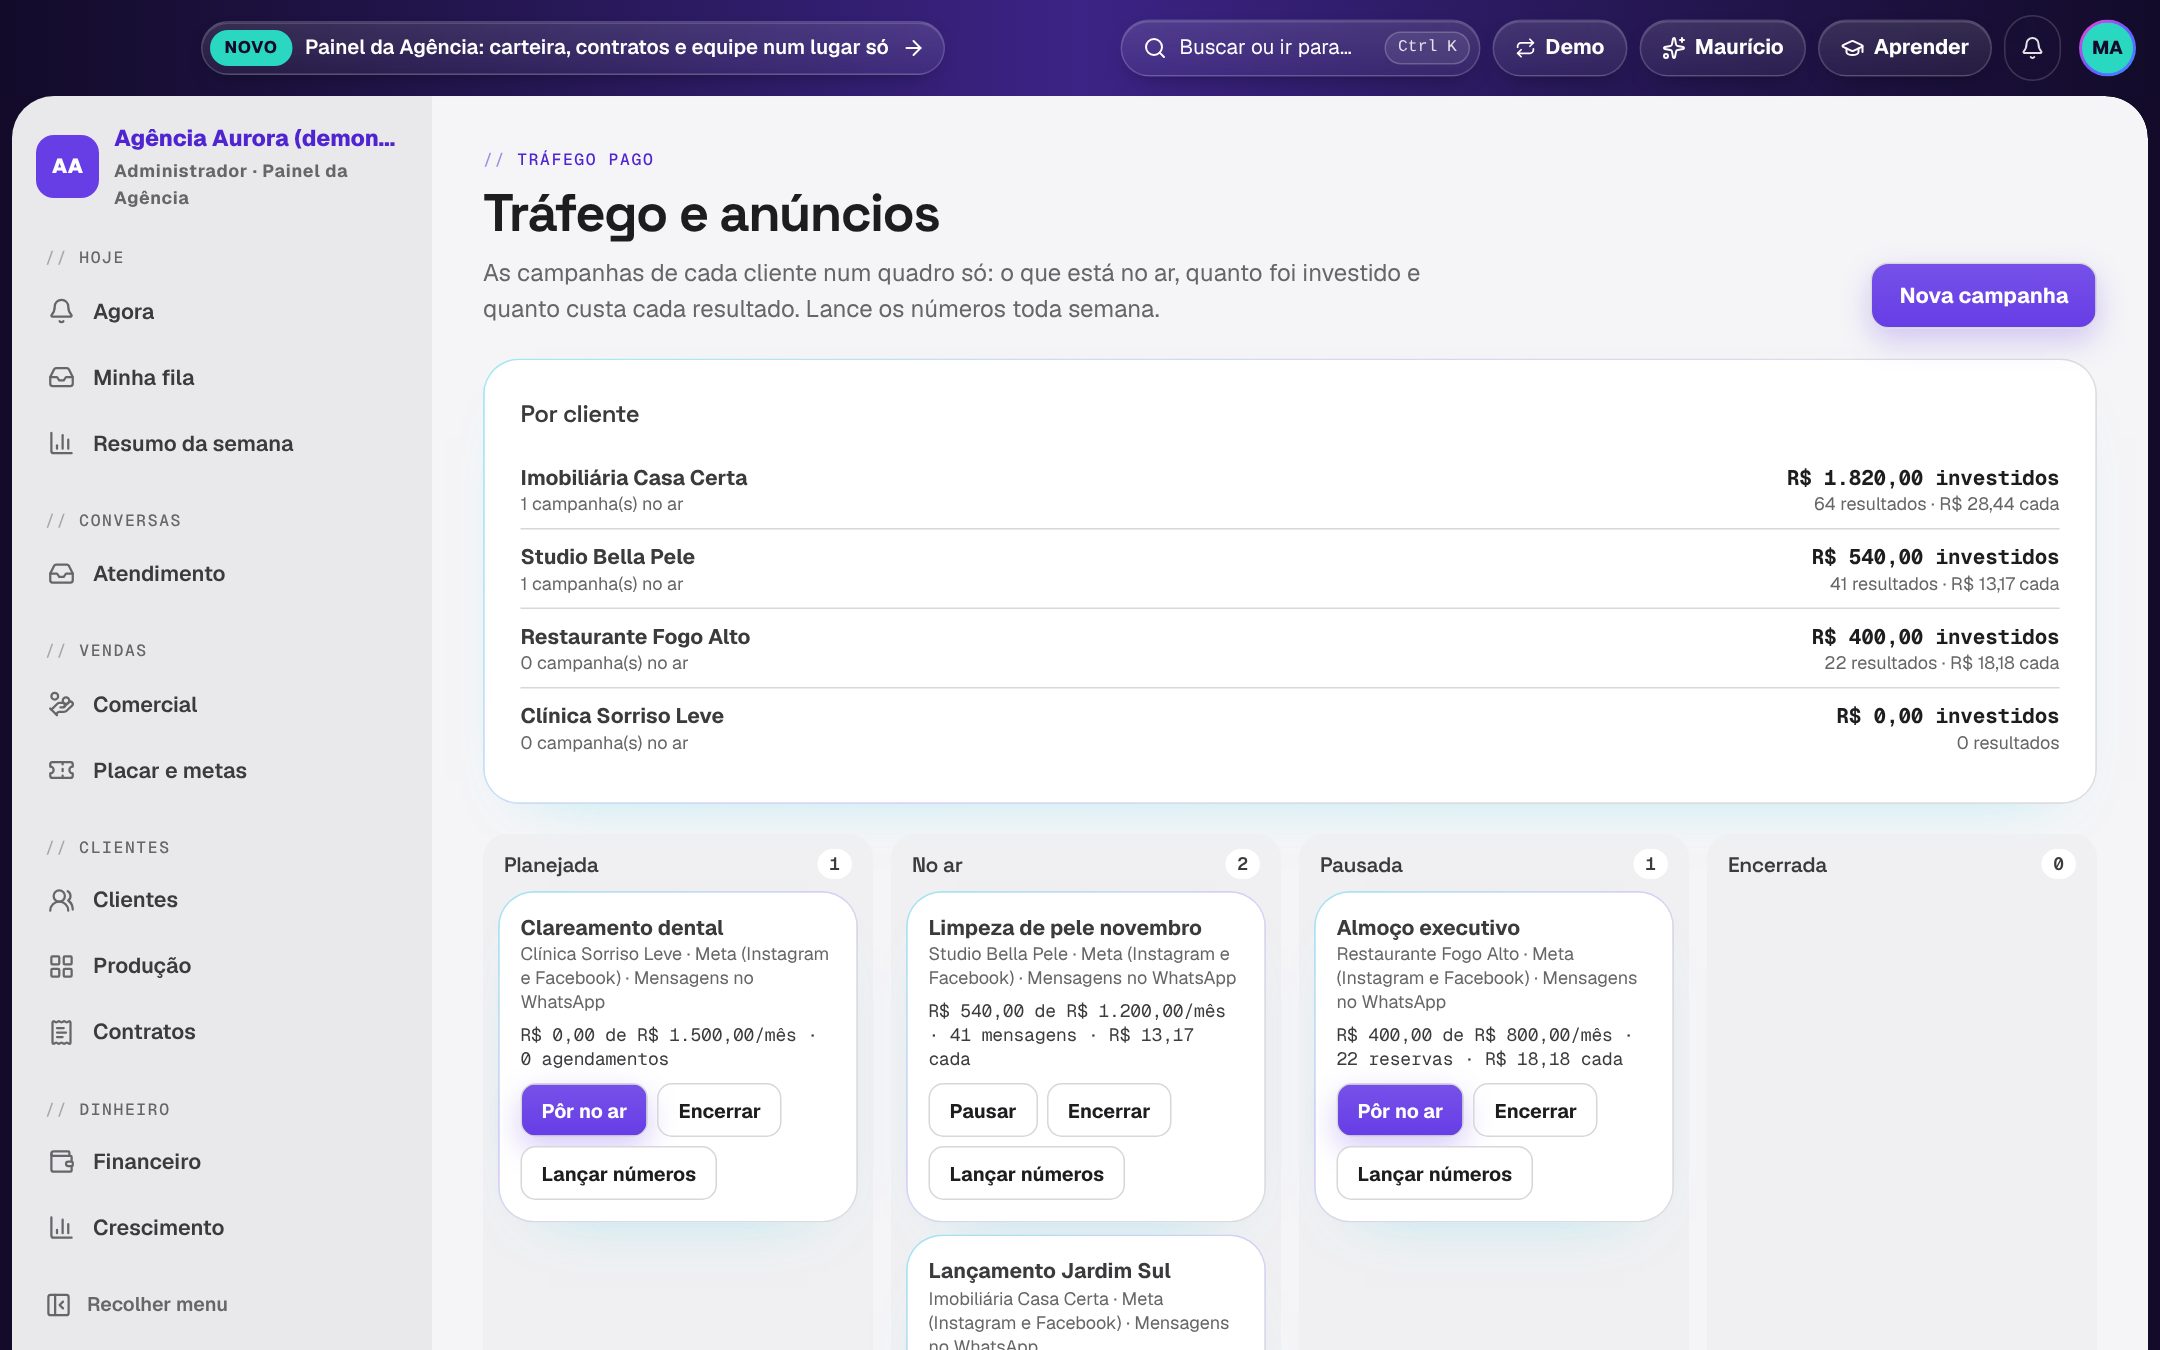 NOVO Painel da Agência: carteira, contratos e equipe num lugar só →
Buscar ou ir para... Ctrl K
Demo
Maurício
Aprender
MA
AA
Agência Aurora (demon...
Administrador · Painel da
Agência
// HOJE
Agora
Minha fila
Resumo da semana
// CONVERSAS
Atendimento
// VENDAS
Comercial
Placar e metas
// CLIENTES
Clientes
Produção
Contratos
// DINHEIRO
Financeiro
Crescimento
Recolher menu
// TRÁFEGO PAGO
Tráfego e anúncios
As campanhas de cada cliente num quadro só: o que está no ar, quanto foi investido e
quanto custa cada resultado. Lance os números toda semana.
Nova campanha
Por cliente
Imobiliária Casa Certa
1 campanha(s) no ar
R$ 1.820,00 investidos
64 resultados · R$ 28,44 cada
Studio Bella Pele
1 campanha(s) no ar
R$ 540,00 investidos
41 resultados · R$ 13,17 cada
Restaurante Fogo Alto
0 campanha(s) no ar
R$ 400,00 investidos
22 resultados · R$ 18,18 cada
Clínica Sorriso Leve
0 campanha(s) no ar
R$ 0,00 investidos
0 resultados
Planejada 1
Clareamento dental
Clínica Sorriso Leve · Meta (Instagram
e Facebook) · Mensagens no
WhatsApp
R$ 0,00 de R$ 1.500,00/mês ·
0 agendamentos
Pôr no ar
Encerrar
Lançar números
No ar 2
Limpeza de pele novembro
Studio Bella Pele · Meta (Instagram e
Facebook) · Mensagens no WhatsApp
R$ 540,00 de R$ 1.200,00/mês
· 41 mensagens · R$ 13,17
cada
Pausar
Encerrar
Lançar números
Lançamento Jardim Sul
Imobiliária Casa Certa · Meta
(Instagram e Facebook) · Mensagens
no WhatsApp
Pausada 1
Almoço executivo
Restaurante Fogo Alto · Meta
(Instagram e Facebook) · Mensagens
no WhatsApp
R$ 400,00 de R$ 800,00/mês ·
22 reservas · R$ 18,18 cada
Pôr no ar
Encerrar
Lançar números
Encerrada 0